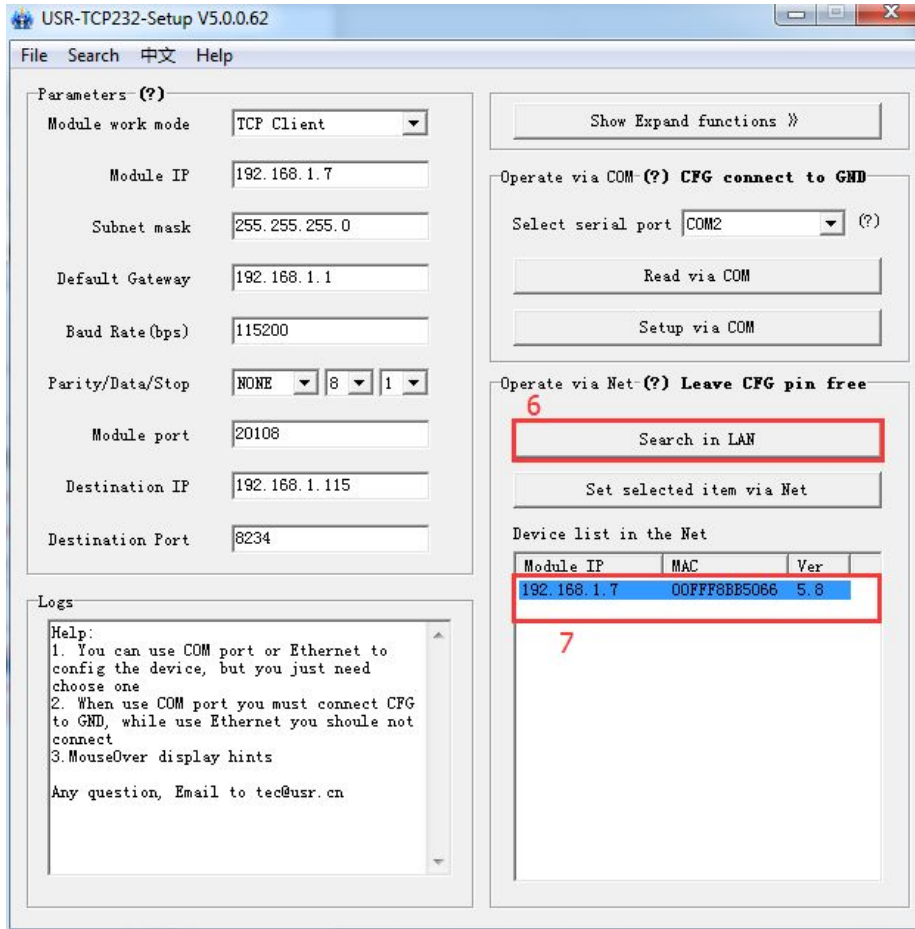 USR-TCP232-Setup V5.0.0.62
File Search 中文 Help
Parameters (?)
Module work mode TCP Client
Module IP 192.168.1.7
Subnet mask 255.255.255.0
Default Gateway 192.168.1.1
Baud Rate(bps) 115200
Parity/Data/Stop NONE 8 1
Module port 20108
Destination IP 192.168.1.115
Destination Port 8234
Logs
Help:
1. You can use COM port or Ethernet to
config the device, but you just need
choose one
2. When use COM port you must connect CFG
to GND, while use Ethernet you shoule not
connect
3.MouseOver display hints
Any question, Email to tec@usr.cn
Show Expand functions 》
Operate via COM-(?) CFG connect to GND
Select serial port COM2 (?)
Read via COM
Setup via COM
Operate via Net-(?) Leave CFG pin free
6
Search in LAN
Set selected item via Net
Device list in the Net
Module IP MAC Ver
192.168.1.7 00FFF8BB5066 5.8
7